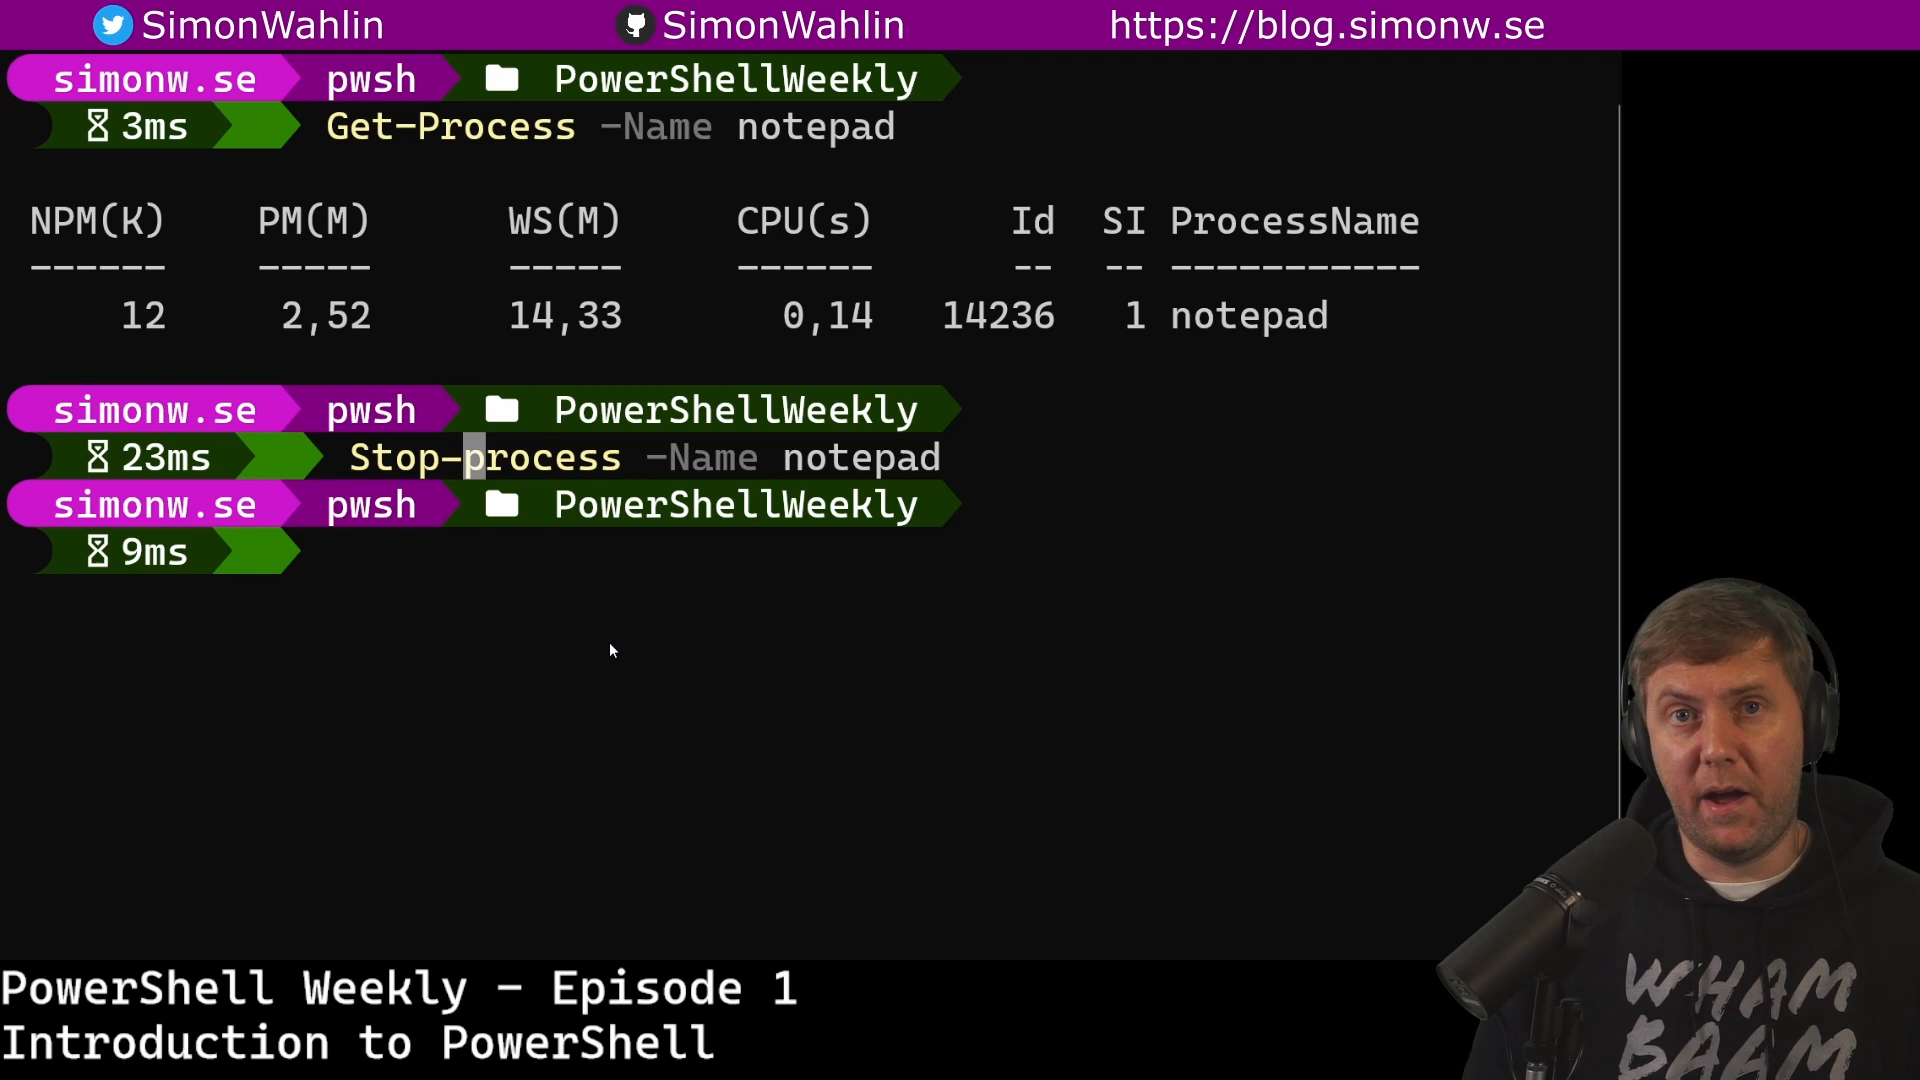 SimonWahlin SimonWahlin https://blog.simonw.se
simonw.se pwsh PowerShellWeekly
3ms Get-Process -Name notepad
NPM(K) PM(M) WS(M) CPU(s) Id SI ProcessName
------ ----- ----- ------ -- -- -----------
12 2,52 14,33 0,14 14236 1 notepad
simonw.se pwsh PowerShellWeekly
23ms Stop-process -Name notepad
simonw.se pwsh PowerShellWeekly
9ms
WHAM
BAAM
PowerShell Weekly - Episode 1
Introduction to PowerShell